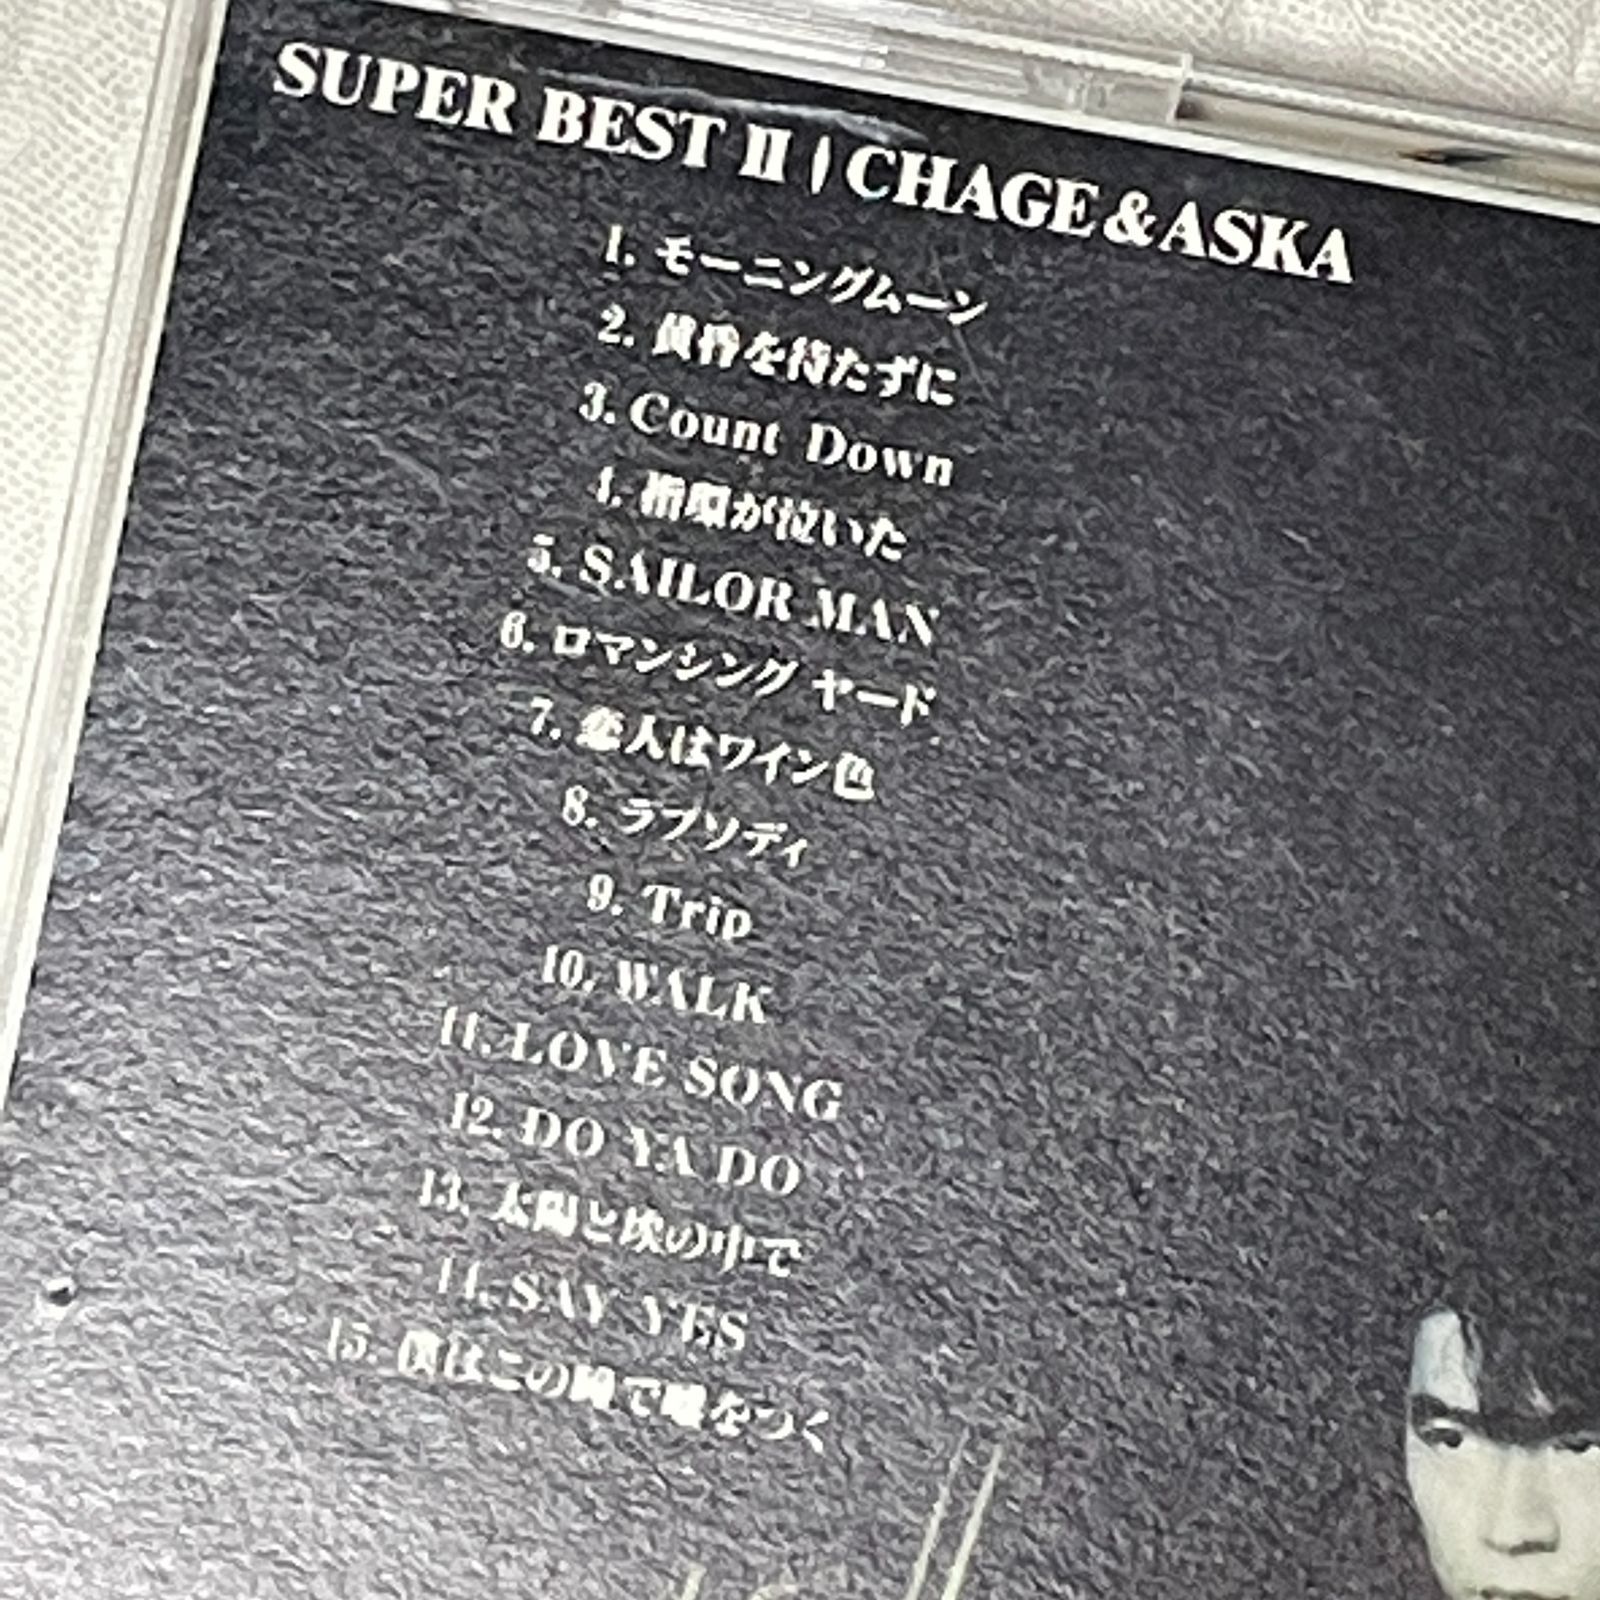 SUPER BEST II | CHAGE&ASKA
1. モーニングムーン
2. 黄昏を待たずに
3. Count Down
4. 指環が泣いた
5. SAILOR MAN
6. ロマンシング ヤード
7. 恋人はワイン色
8. ラプソディ
9. Trip
10. WALK
11. LOVE SONG
12. DO YA DO
13. 太陽と埃の中で
14. SAY YES
15. 僕はこの瞳で嘘をつく